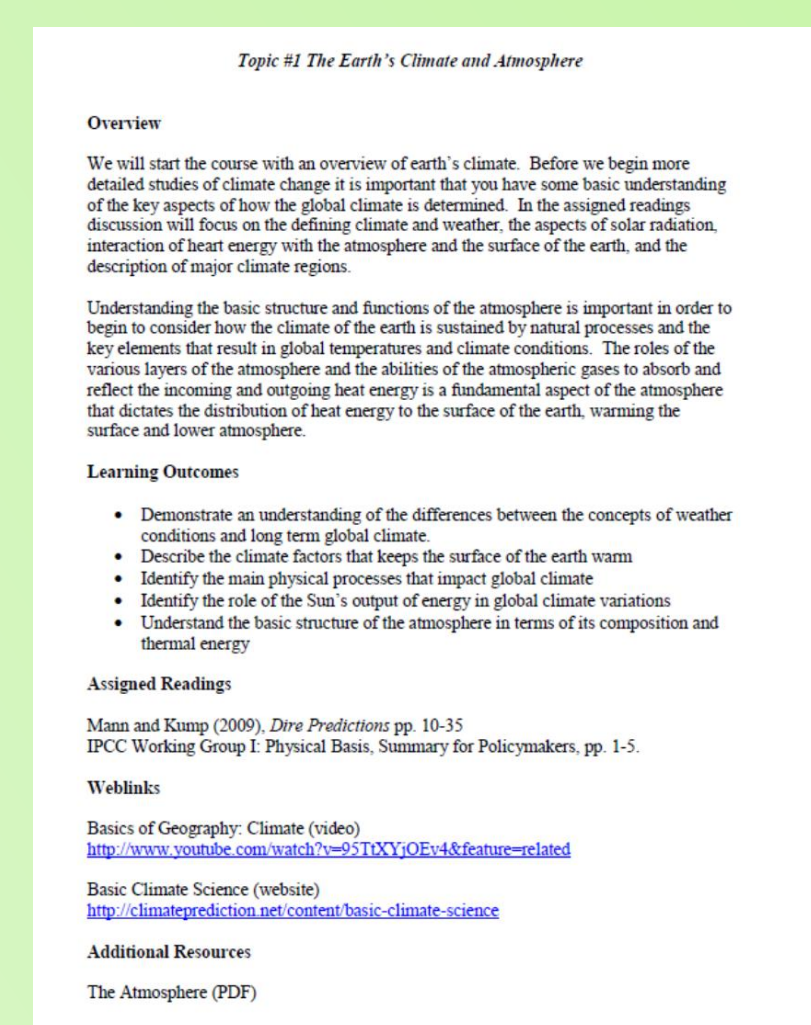 Topic #1 The Earth's Climate and Atmosphere
Overview
We will start the course with an overview of earth's climate. Before we begin more
detailed studies of climate change it is important that you have some basic understanding
of the key aspects of how the global climate is determined. In the assigned readings
discussion will focus on the defining climate and weather, the aspects of solar radiation,
interaction of heart energy with the atmosphere and the surface of the earth, and the
description of major climate regions.
Understanding the basic structure and functions of the atmosphere is important in order to
begin to consider how the climate of the earth is sustained by natural processes and the
key elements that result in global temperatures and climate conditions. The roles of the
various layers of the atmosphere and the abilities of the atmospheric gases to absorb and
reflect the incoming and outgoing heat energy is a fundamental aspect of the atmosphere
that dictates the distribution of heat energy to the surface of the earth, warming the
surface and lower atmosphere.
Learning Outcomes
• Demonstrate an understanding of the differences between the concepts of weather
conditions and long term global climate.
• Describe the climate factors that keeps the surface of the earth warm
• Identify the main physical processes that impact global climate
• Identify the role of the Sun's output of energy in global climate variations
• Understand the basic structure of the atmosphere in terms of its composition and
thermal energy
Assigned Readings
Mann and Kump (2009), Dire Predictions pp. 10-35
IPCC Working Group I: Physical Basis, Summary for Policymakers, pp. 1-5.
Weblinks
Basics of Geography: Climate (video)
http://www.youtube.com/watch?v=95TtXYjOEv4&feature=related
Basic Climate Science (website)
http://climateprediction.net/content/basic-climate-science
Additional Resources
The Atmosphere (PDF)